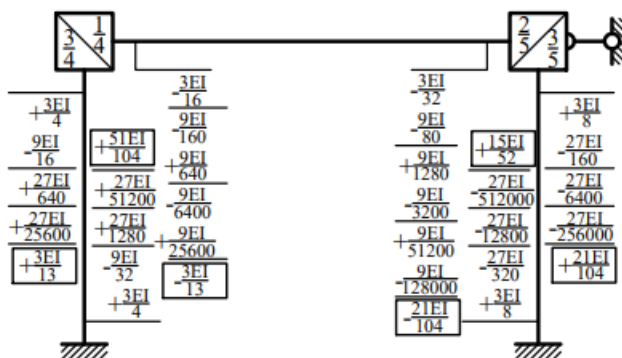 3/4 1/4
2/5 3/5
+3EI/4
-9EI/16
+27EI/640
+27EI/25600
+3EI/13
+51EI/104
+27EI/51200
+27EI/1280
-9EI/32
+3EI/4
-3EI/16
-9EI/160
+9EI/640
-9EI/6400
+9EI/25600
-3EI/13
-3EI/32
-9EI/80
+9EI/1280
-9EI/3200
+9EI/51200
-9EI/128000
-21EI/104
+15EI/52
-27EI/512000
-27EI/12800
-27EI/320
+3EI/8
+3EI/8
-27EI/160
-27EI/6400
-27EI/256000
+21EI/104